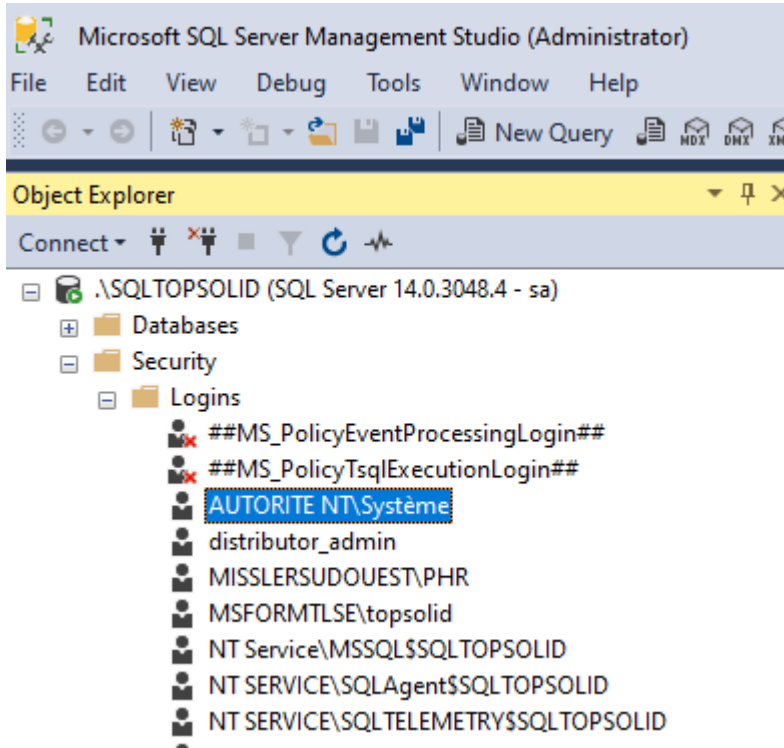 Microsoft SQL Server Management Studio (Administrator)
File Edit View Debug Tools Window Help
New Query MDX DMX
Object Explorer
Connect
.\SQLTOPSOLID (SQL Server 14.0.3048.4 - sa)
Databases
Security
Logins
##MS_PolicyEventProcessingLogin##
##MS_PolicyTsqlExecutionLogin##
AUTORITE NT\Système
distributor_admin
MISSLERSUDOUEST\PHR
MSFORMTLSE\topsolid
NT Service\MSSQL$SQLTOPSOLID
NT SERVICE\SQLAgent$SQLTOPSOLID
NT SERVICE\SQLTELEMETRY$SQLTOPSOLID